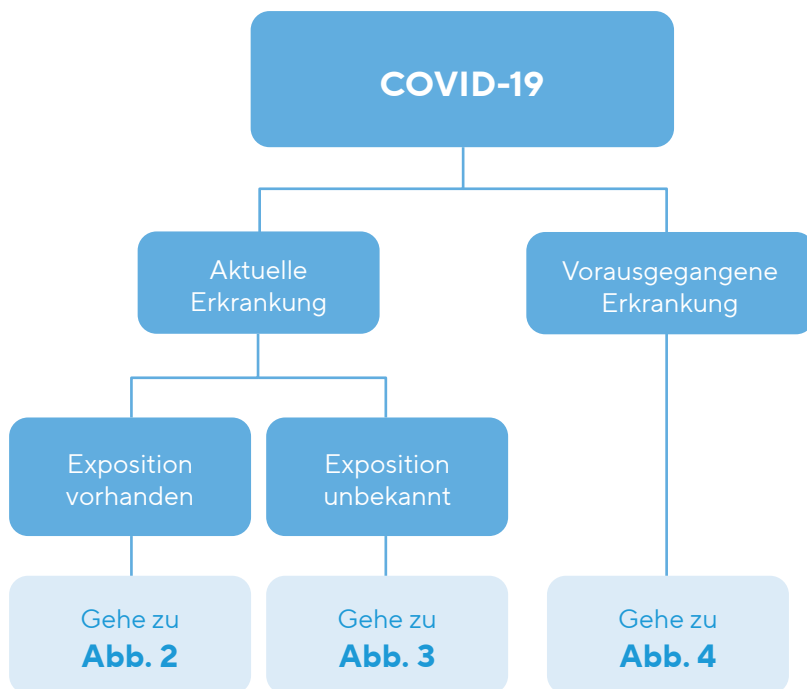 COVID-19
Aktuelle
Erkrankung
Vorausgegangene
Erkrankung
Exposition
vorhanden
Exposition
unbekannt
Gehe zu
Abb. 2
Gehe zu
Abb. 3
Gehe zu
Abb. 4